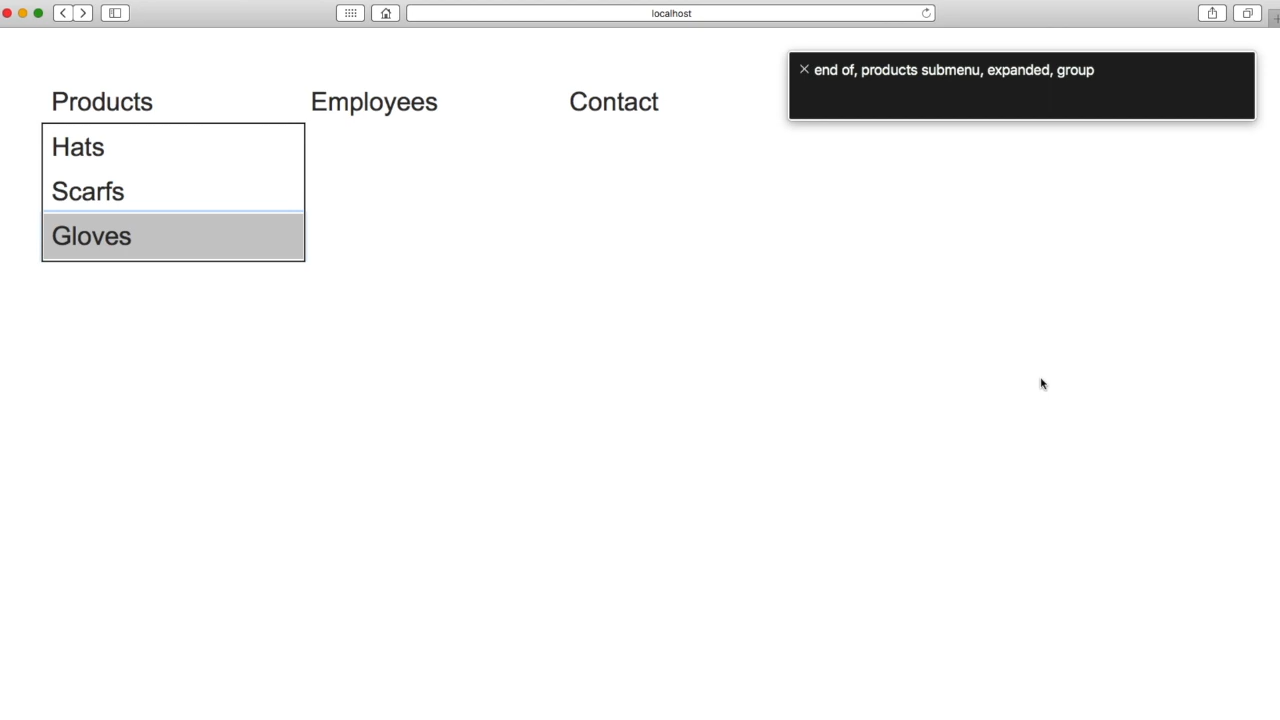 localhost
end of, products submenu, expanded, group
Products
Employees
Contact
Hats
Scarfs
Gloves